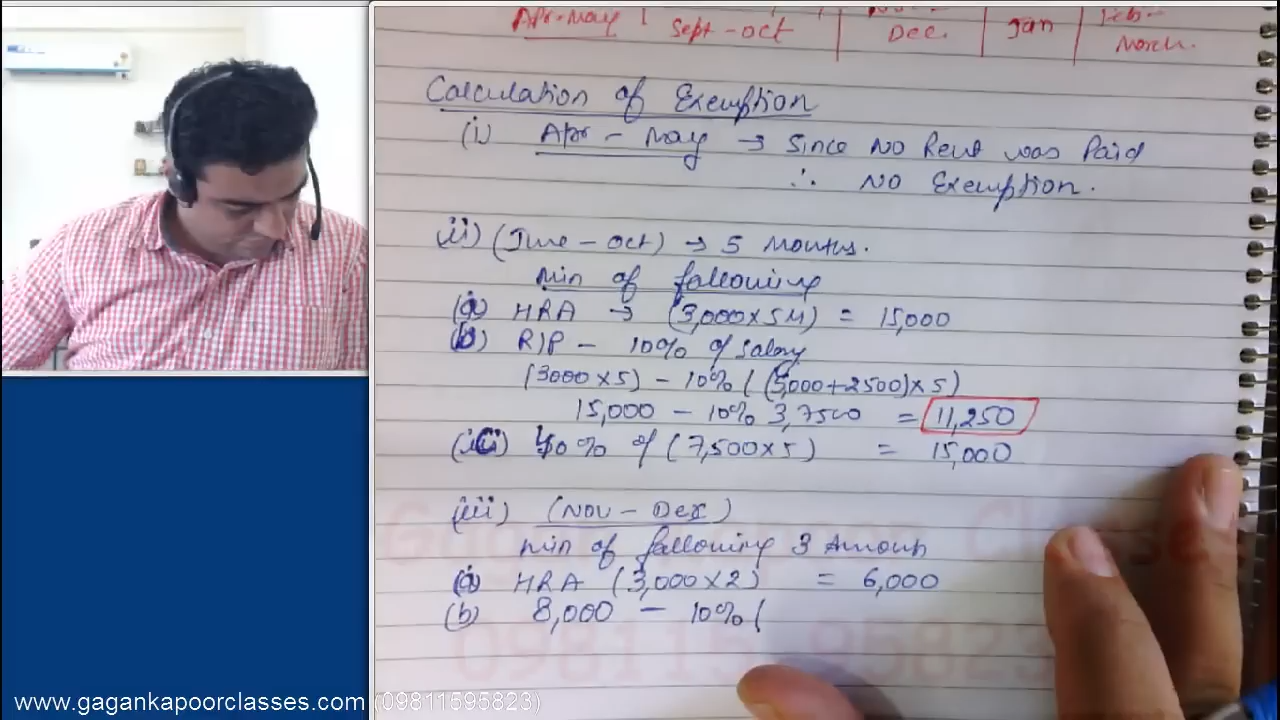 Apr-May Sept-Oct Dec. Jan Feb-
March.
Calculation of Exemption
(i) Apr - May → Since No Rent was Paid
∴ No Exemption.
ii) (June - Oct) → 5 Months.
Min of following
(a) HRA → (3,000×5M) = 15,000
(b) R/P - 10% of Salary
(3000×5) - 10% ((5,000+2500)×5)
15,000 - 10% 3,7500 = 11,250
(c) 40% of (7,500×5) = 15,000
iii) (Nov - Dec)
Min of following 3 Amount
(a) HRA (3,000×2) = 6,000
(b) 8,000 - 10% (
www.gagankapoorclasses.com (09811595823)